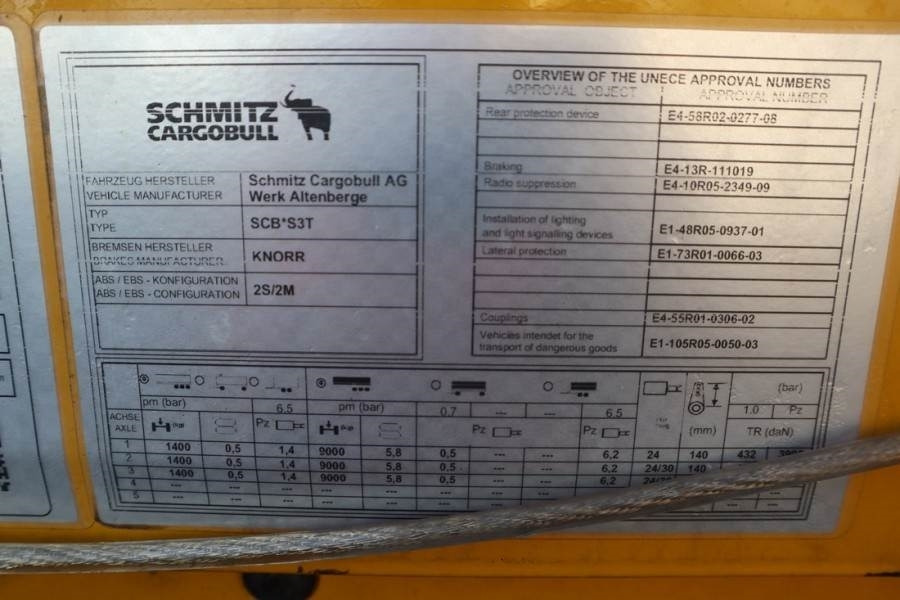 SCHMITZ
CARGOBULL
FAHRZEUG HERSTELLER
VEHICLE MANUFACTURER
Schmitz Cargobull AG
Werk Altenberge
TYP
TYPE
SCB*S3T
BREMSEN HERSTELLER
BRAKES MANUFACTURER
KNORR
ABS / EBS - KONFIGURATION
ABS / EBS - CONFIGURATION
2S/2M
OVERVIEW OF THE UNECE APPROVAL NUMBERS
APPROVAL OBJECT APPROVAL NUMBER
Rear protection device E4-58R02-0277-08
Braking E4-13R-111019
Radio suppression E4-10R05-2349-09
Installation of lighting
and light signalling devices E1-48R05-0937-01
Lateral protection E1-73R01-0066-03
Couplings E4-55R01-0306-02
Vehicles intendet for the
transport of dangerous goods E1-105R05-0050-03
pm (bar) 6.5 pm (bar) 0.7 --- --- 6.5 (bar) 1.0 Pz
ACHSE
AXLE
(kg) Pz (kg) Pz Pz (mm) TR (daN)
1 1400 0,5 1,4 9000 5,8 0,5 --- --- 6,2 24 140 432
2 1400 0,5 1,4 9000 5,8 0,5 --- --- 6,2 24/30 140
3 1400 0,5 1,4 9000 5,8 0,5 --- --- 6,2
4 --- --- --- --- --- --- --- --- ---
5 --- --- --- --- ---